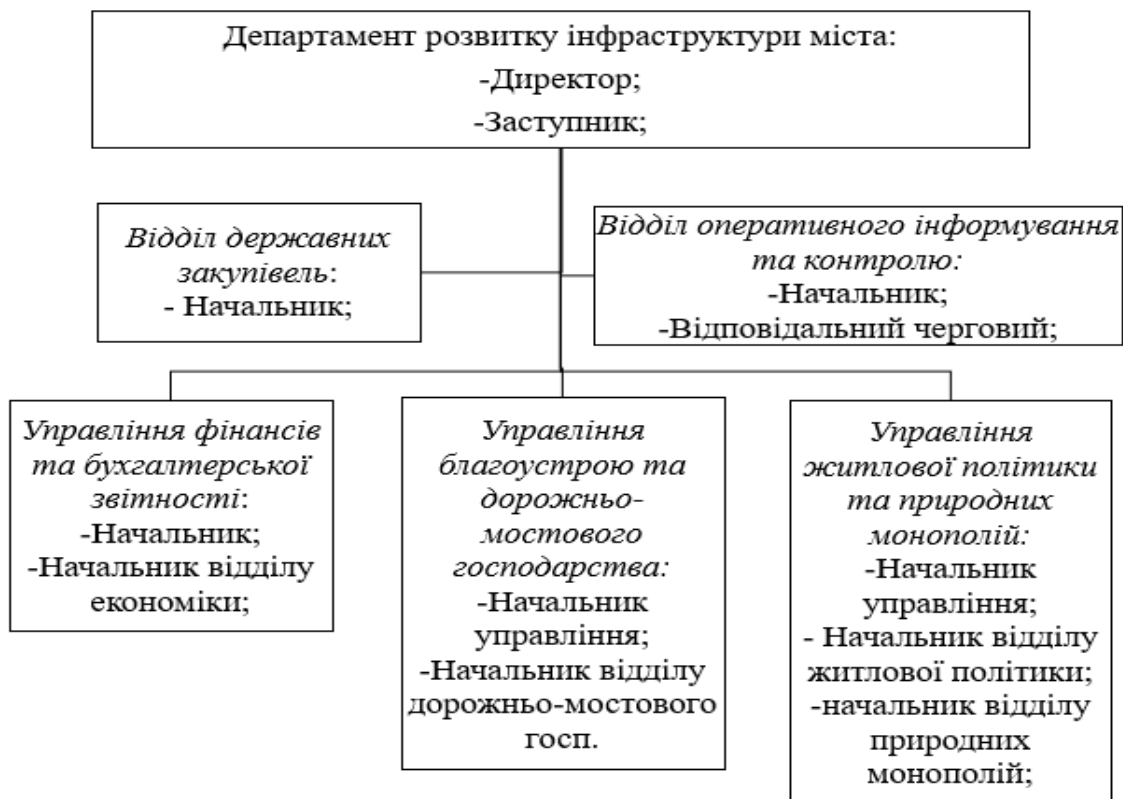 Департамент розвитку інфраструктури міста:
-Директор;
-Заступник;
Відділ державних
закупівель:
- Начальник;
Відділ оперативного інформування
та контролю:
-Начальник;
-Відповідальний черговий;
Управління фінансів
та бухгалтерської
звітності:
-Начальник;
-Начальник відділу
економіки;
Управління
благоустрою та
дорожньо-
мостового
господарства:
-Начальник
управління;
-Начальник відділу
дорожньо-мостового
госп.
Управління
житлової політики
та природних
монополій:
-Начальник
управління;
- Начальник відділу
житлової політики;
-начальник відділу
природних
монополій;